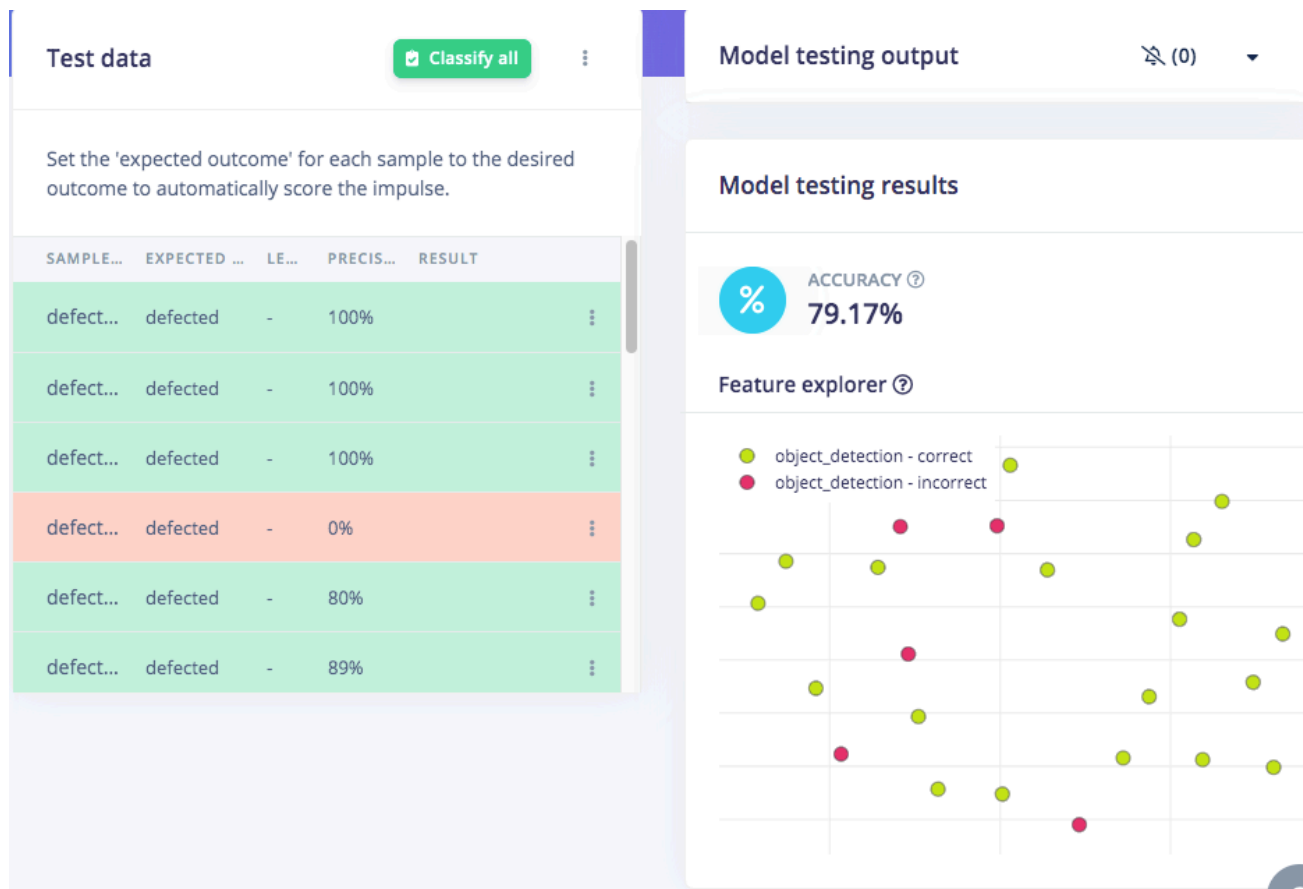 Test data
Classify all
Set the 'expected outcome' for each sample to the desired
outcome to automatically score the impulse.
SAMPLE... EXPECTED ... LE... PRECIS... RESULT
defect... defected - 100%
defect... defected - 100%
defect... defected - 100%
defect... defected - 0%
defect... defected - 80%
defect... defected - 89%
Model testing output
(0)
Model testing results
%
ACCURACY ?
79.17%
Feature explorer ?
object_detection - correct
object_detection - incorrect